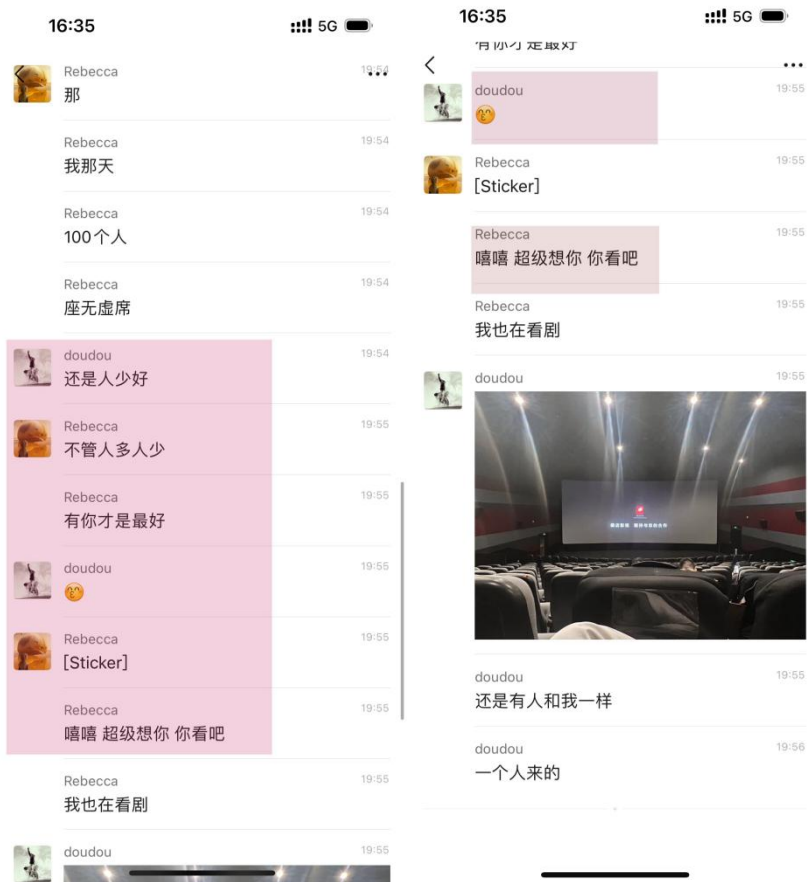 16:35
5G
Rebecca
19:54
那
Rebecca
19:54
我那天
Rebecca
19:54
100个人
Rebecca
19:54
座无虚席
doudou
19:54
还是人少好
Rebecca
19:55
不管人多人少
Rebecca
19:55
有你才是最好
doudou
19:55
Rebecca
19:55
[Sticker]
Rebecca
19:55
嘻嘻 超级想你 你看吧
Rebecca
19:55
我也在看剧
doudou
19:55
16:35
5G
有你才是最好
doudou
19:55
Rebecca
19:55
[Sticker]
Rebecca
19:55
嘻嘻 超级想你 你看吧
Rebecca
19:55
我也在看剧
doudou
19:55
doudou
19:55
还是有人和我一样
doudou
19:56
一个人来的